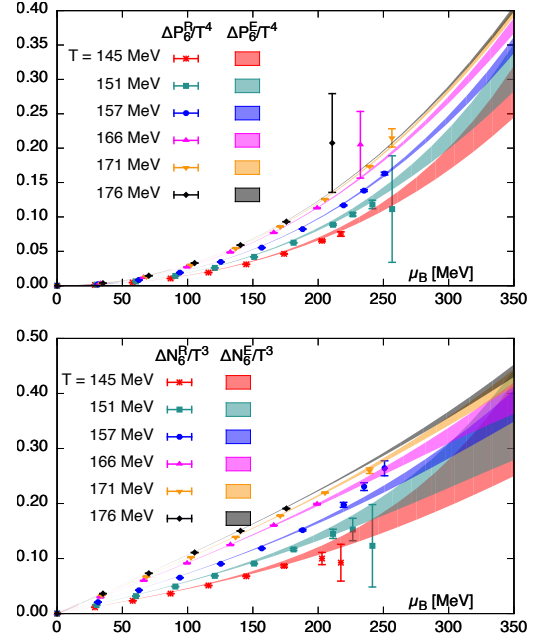 0.40
0.35
0.30
0.25
0.20
0.15
0.10
0.05
0.00
ΔP₆ᴿ/T⁴ ΔP₆ᴱ/T⁴
T = 145 MeV
151 MeV
157 MeV
166 MeV
171 MeV
176 MeV
μ_B [MeV]
0 50 100 150 200 250 300 350
0.50
0.40
0.30
0.20
0.10
0.00
ΔN₆ᴿ/T³ ΔN₆ᴱ/T³
T = 145 MeV
151 MeV
157 MeV
166 MeV
171 MeV
176 MeV
μ_B [MeV]
0 50 100 150 200 250 300 350